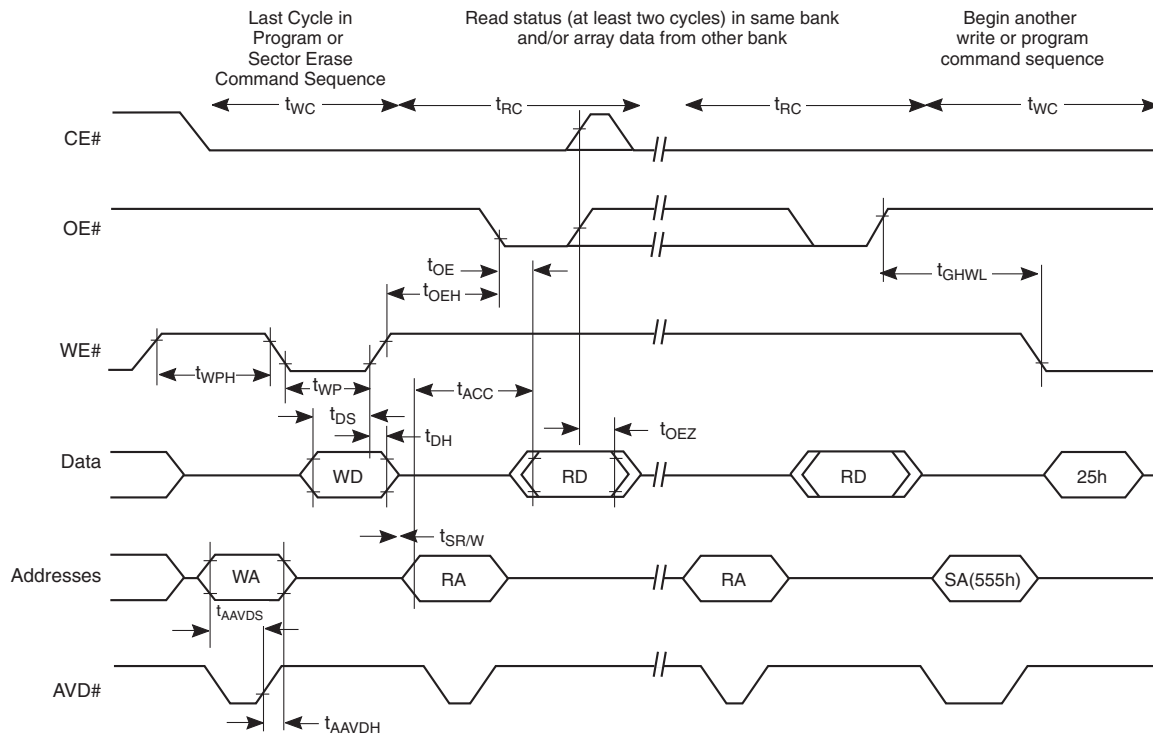 Last Cycle in
Program or
Sector Erase
Command Sequence
Read status (at least two cycles) in same bank
and/or array data from other bank
Begin another
write or program
command sequence
tWC
tRC
tRC
tWC
CE#
OE#
tOE
tOEH
tGHWL
WE#
tWPH
tWP
tACC
tDS
tDH
tOEZ
Data
WD
RD
RD
25h
tSR/W
Addresses
WA
RA
RA
SA(555h)
tAAVDS
AVD#
tAAVDH